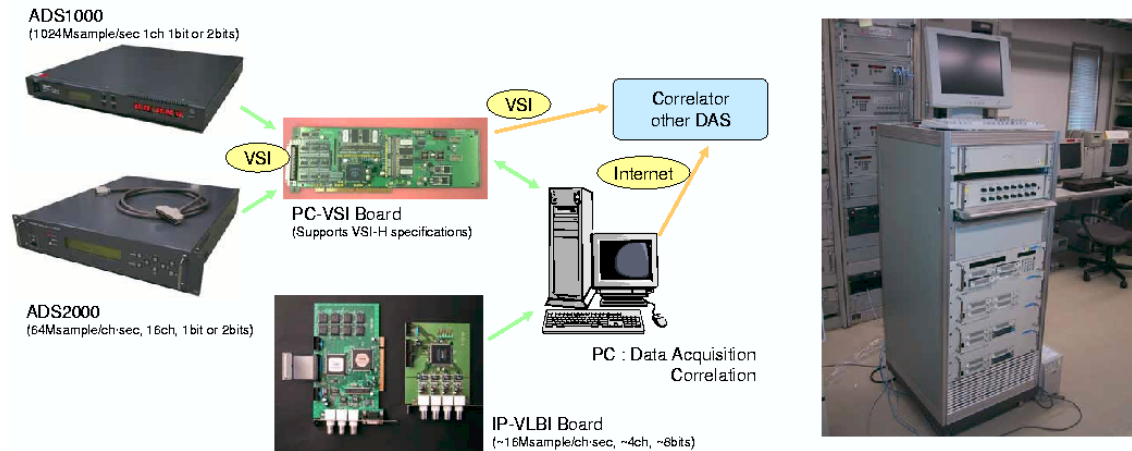 ADS1000
(1024Msample/sec 1ch 1bit or 2bits)
VSI
Correlator
other DAS
VSI
Internet
PC-VSI Board
(Supports VSI-H specifications)
ADS2000
(64Msample/ch·sec, 16ch, 1bit or 2bits)
PC : Data Acquisition
Correlation
IP-VLBI Board
(~16Msample/ch·sec, ~4ch, ~8bits)